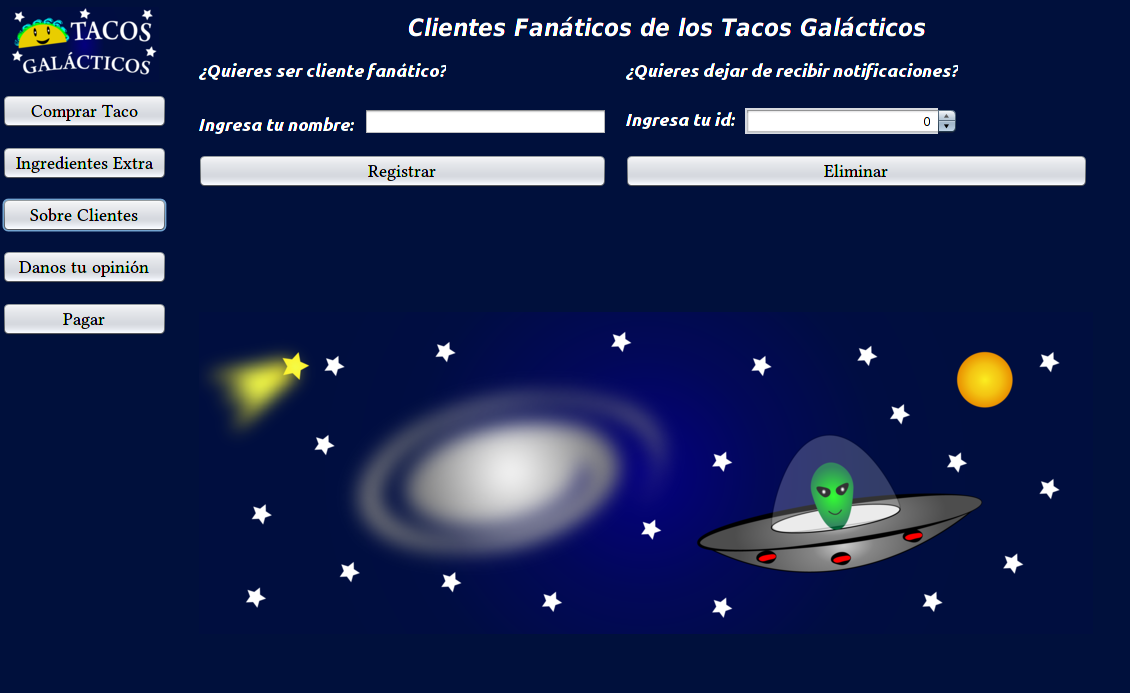 TACOS
GALÁCTICOS
Comprar Taco
Ingredientes Extra
Sobre Clientes
Danos tu opinión
Pagar
Clientes Fanáticos de los Tacos Galácticos
¿Quieres ser cliente fanático?
Ingresa tu nombre:
Registrar
¿Quieres dejar de recibir notificaciones?
Ingresa tu id: 0
Eliminar